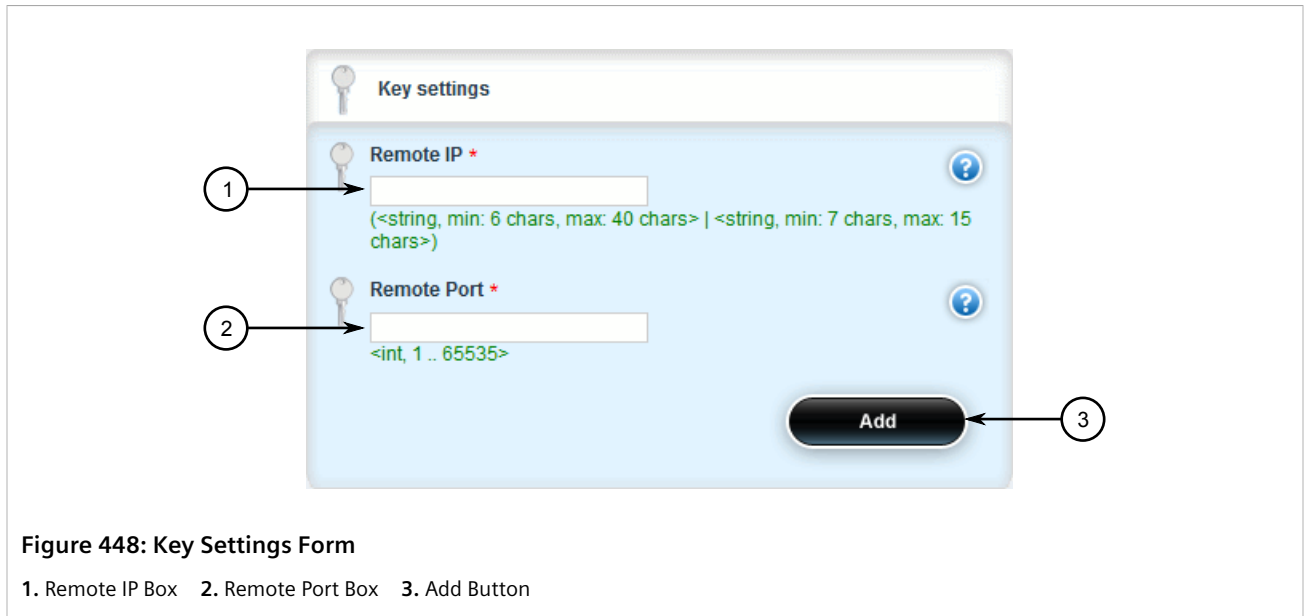 Key settings
Remote IP *
?
1
(<string, min: 6 chars, max: 40 chars> | <string, min: 7 chars, max: 15
chars>)
Remote Port *
?
2
<int, 1 .. 65535>
Add
3
Figure 448: Key Settings Form
1. Remote IP Box 2. Remote Port Box 3. Add Button